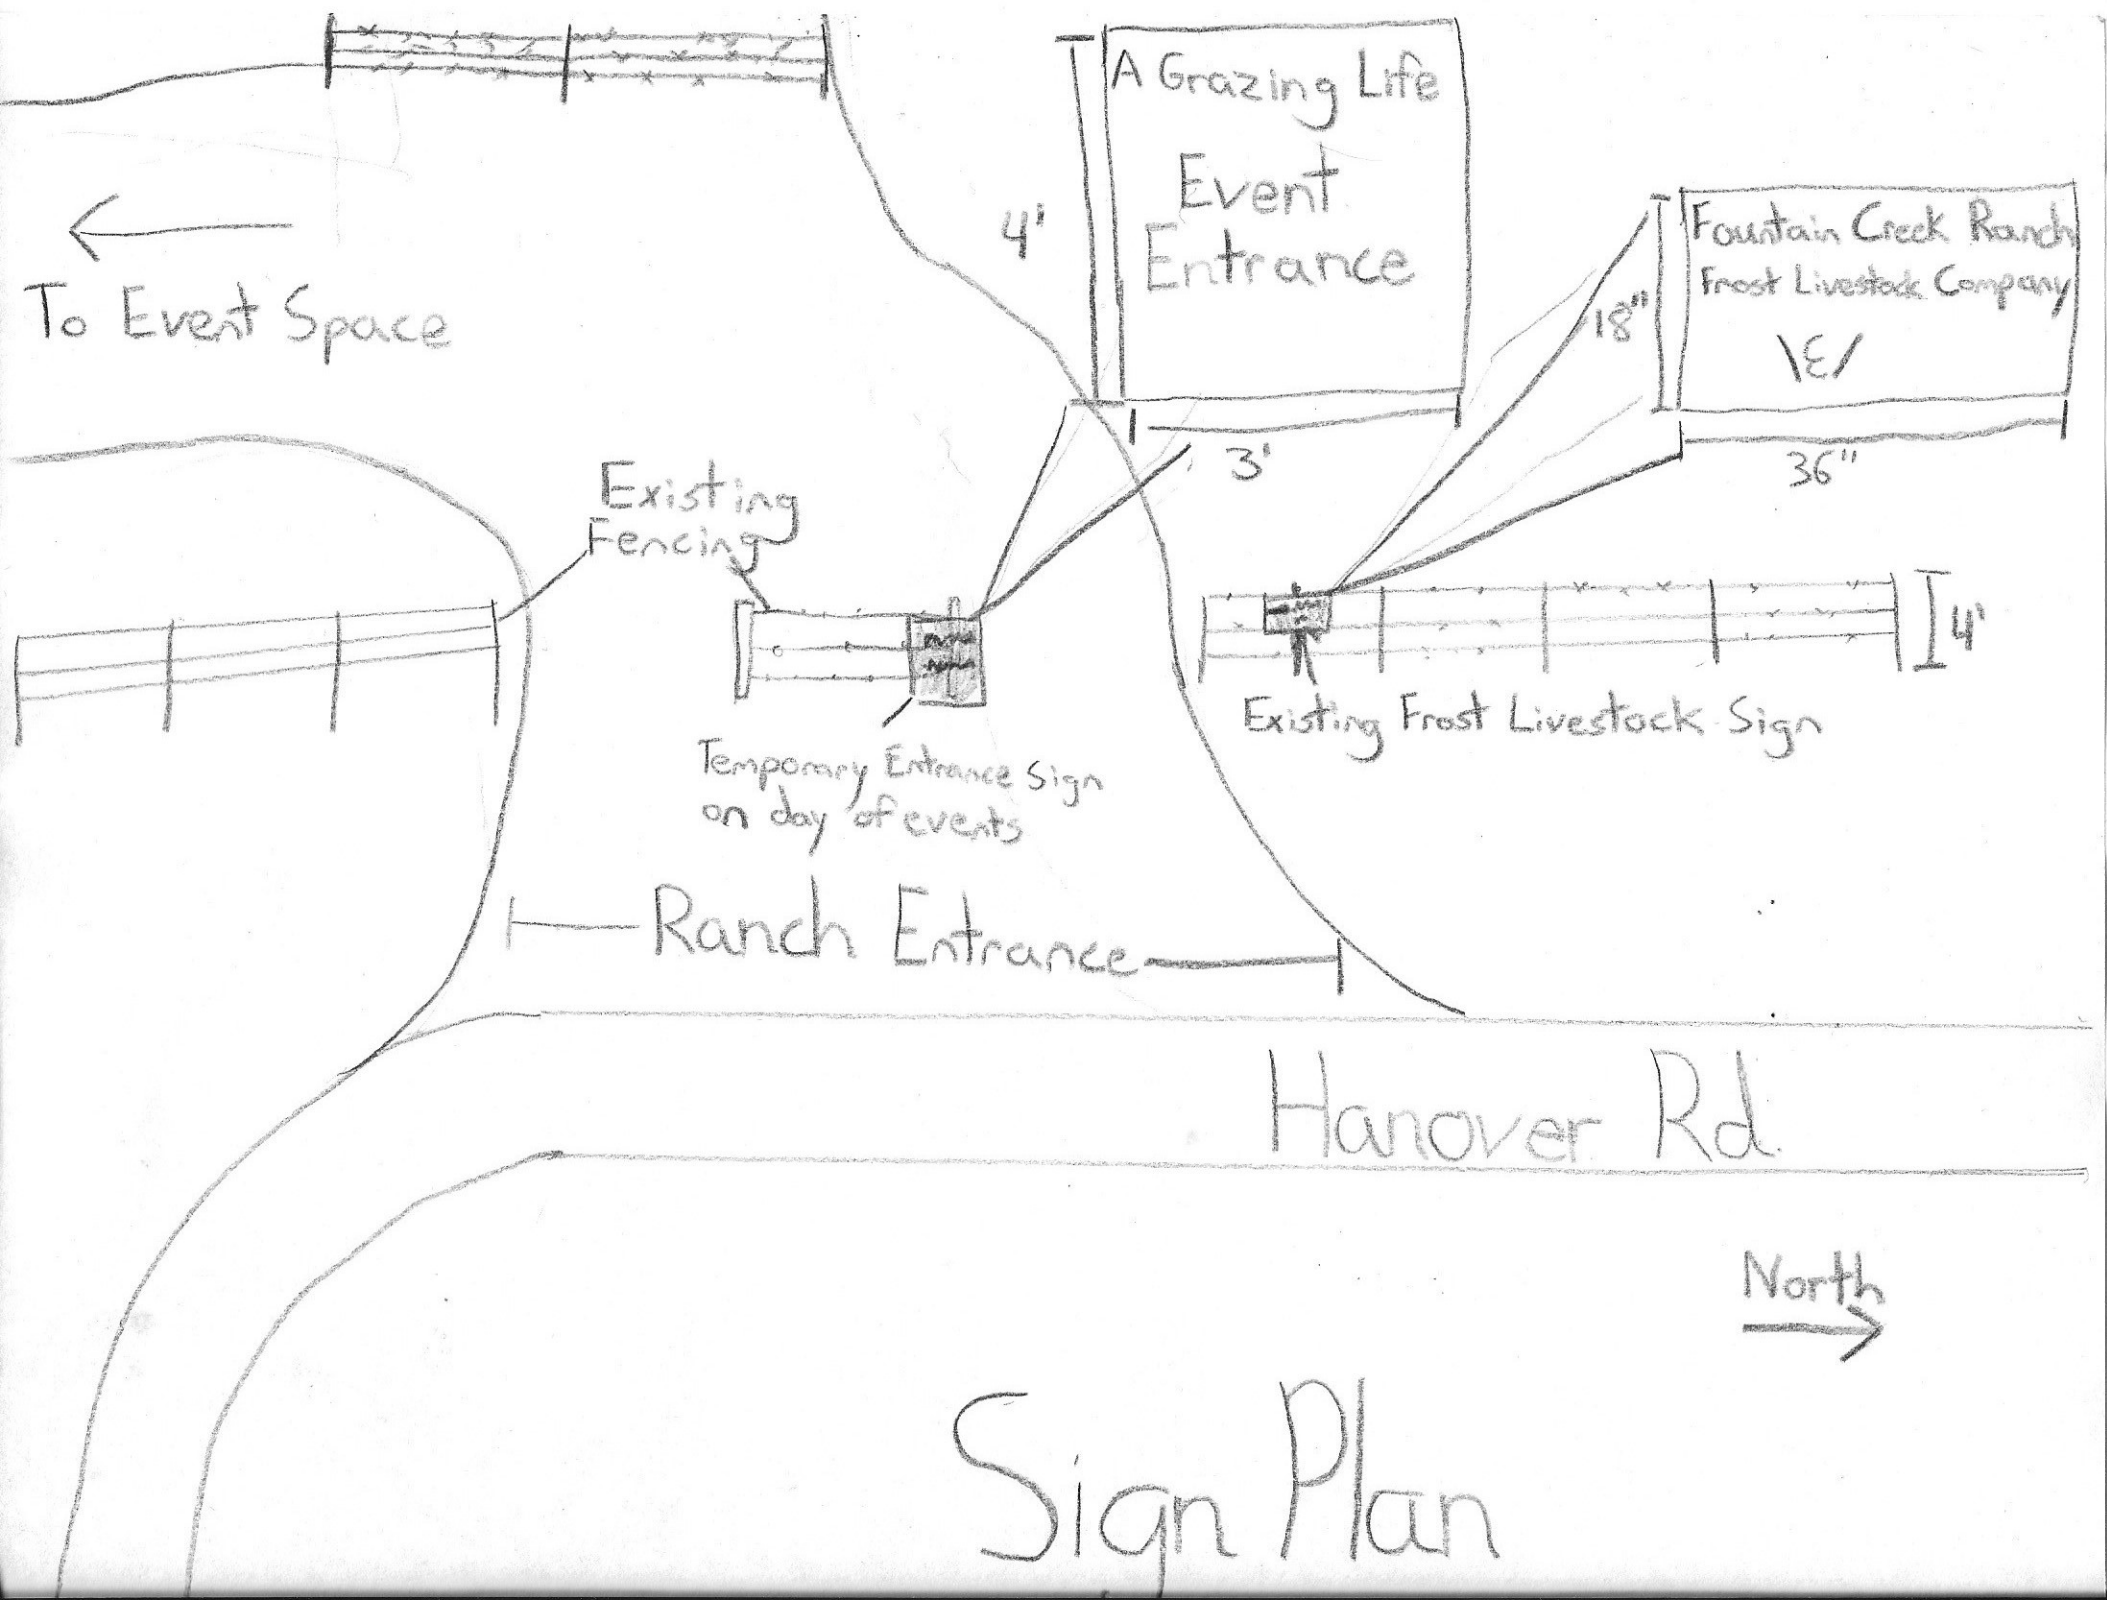 A Grazing Life
Event
Entrance
4'
3'
Fountain Creek Ranch
Frost Livestock Company
\Ɛ/
18"
36"
To Event Space
Existing
Fencing
4'
Existing Frost Livestock Sign
Temporary Entrance Sign
on day of events
Ranch Entrance
Hanover Rd.
North
Sign Plan